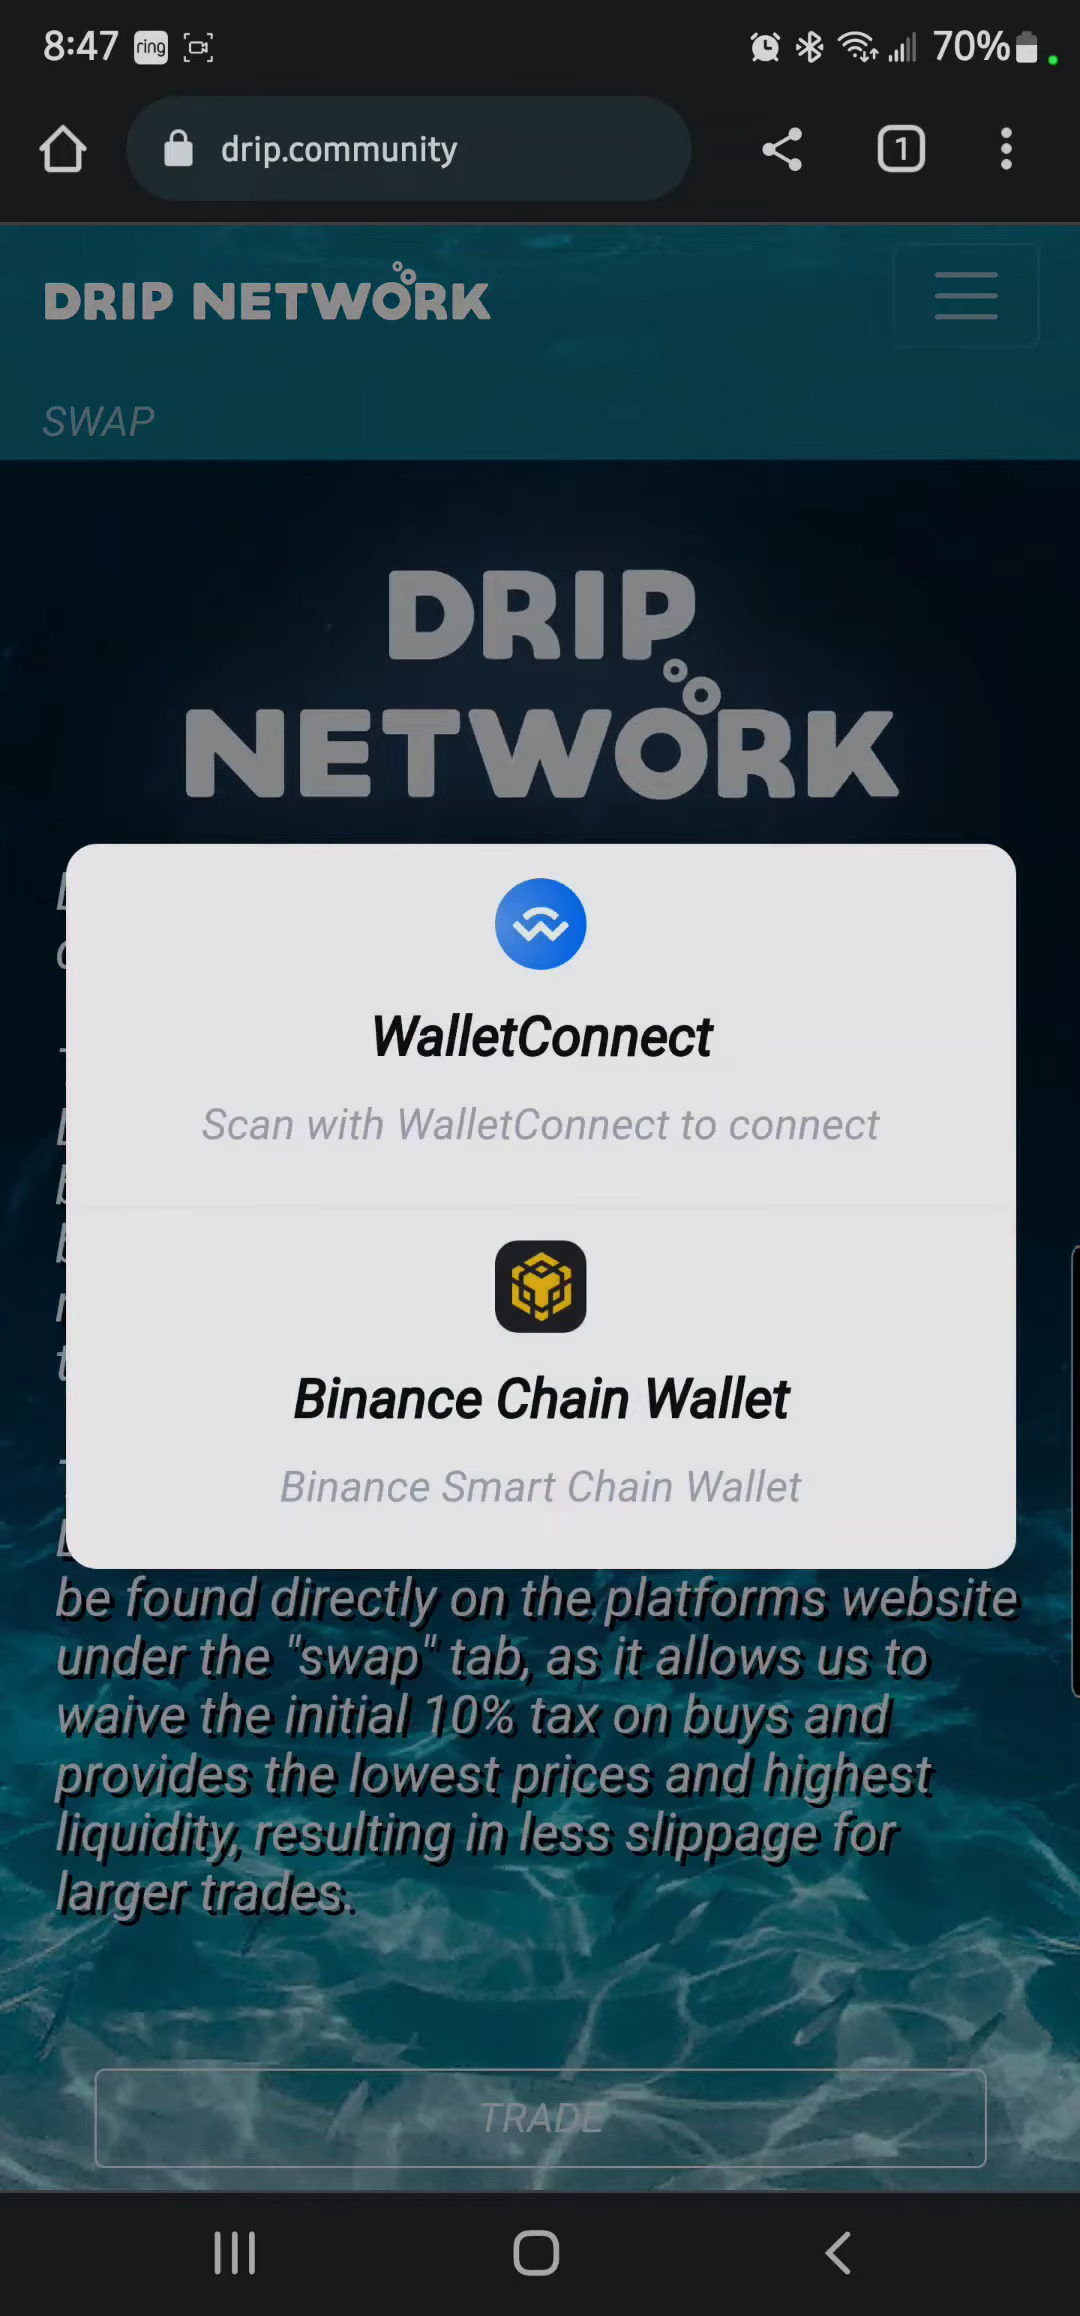 8:47 ring 70%
drip.community 1
DRIP NETWORK
SWAP
DRIP
NETWORK
WalletConnect
Scan with WalletConnect to connect
Binance Chain Wallet
Binance Smart Chain Wallet
be found directly on the platforms website
under the "swap" tab, as it allows us to
waive the initial 10% tax on buys and
provides the lowest prices and highest
liquidity, resulting in less slippage for
larger trades.
TRADE